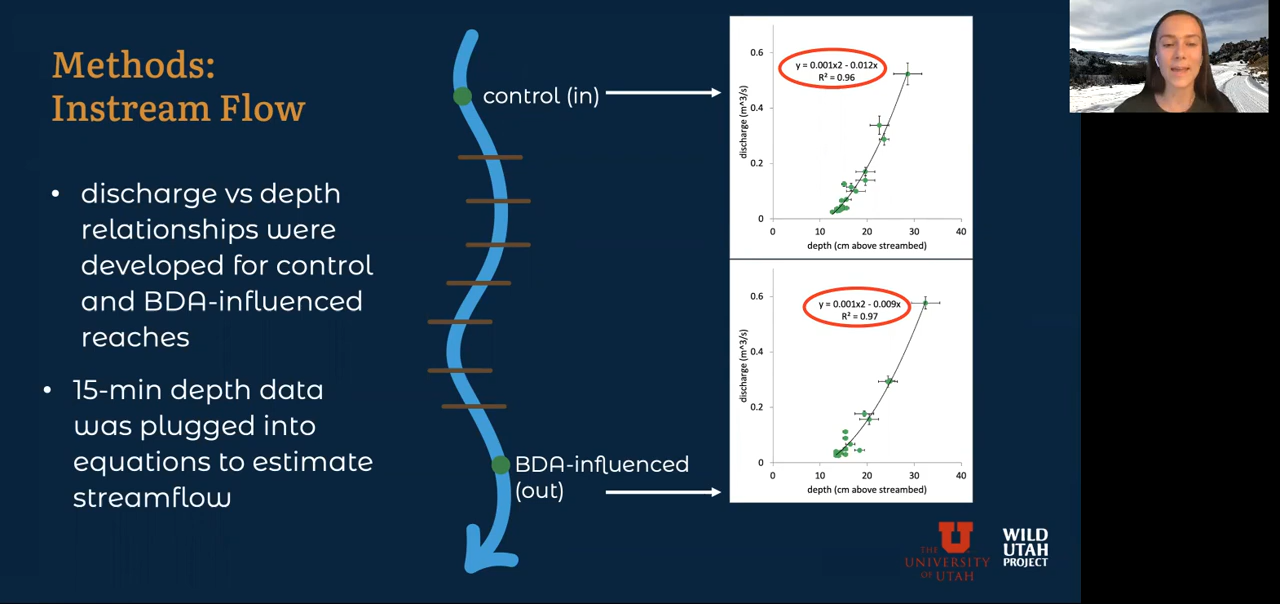 Methods:
Instream Flow
• discharge vs depth
relationships were
developed for control
and BDA-influenced
reaches
• 15-min depth data
was plugged into
equations to estimate
streamflow
control (in)
BDA-influenced
(out)
y = 0.001x2 - 0.012x
R² = 0.96
discharge (m^3/s)
0.6
0.4
0.2
0
0 10 20 30 40
depth (cm above streambed)
y = 0.001x2 - 0.009x
R² = 0.97
discharge (m^3/s)
0.6
0.4
0.2
0
0 10 20 30 40
depth (cm above streambed)
U
THE
UNIVERSITY
OF UTAH
WILD
UTAH
PROJECT